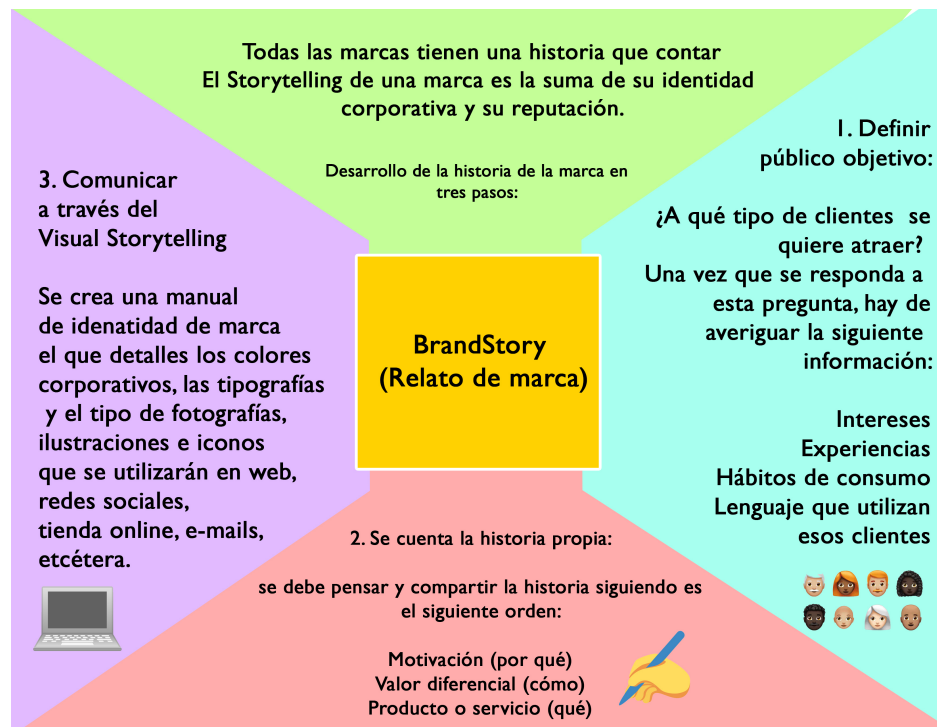 Todas las marcas tienen una historia que contar
El Storytelling de una marca es la suma de su identidad
corporativa y su reputación.
Desarrollo de la historia de la marca en
tres pasos:
BrandStory
(Relato de marca)
1. Definir
público objetivo:
¿A qué tipo de clientes se
quiere atraer?
Una vez que se responda a
esta pregunta, hay de
averiguar la siguiente
información:
Intereses
Experiencias
Hábitos de consumo
Lenguaje que utilizan
esos clientes
2. Se cuenta la historia propia:
se debe pensar y compartir la historia siguiendo es
el siguiente orden:
Motivación (por qué)
Valor diferencial (cómo)
Producto o servicio (qué)
3. Comunicar
a través del
Visual Storytelling
Se crea una manual
de idenatidad de marca
el que detalles los colores
corporativos, las tipografías
y el tipo de fotografías,
ilustraciones e iconos
que se utilizarán en web,
redes sociales,
tienda online, e-mails,
etcétera.